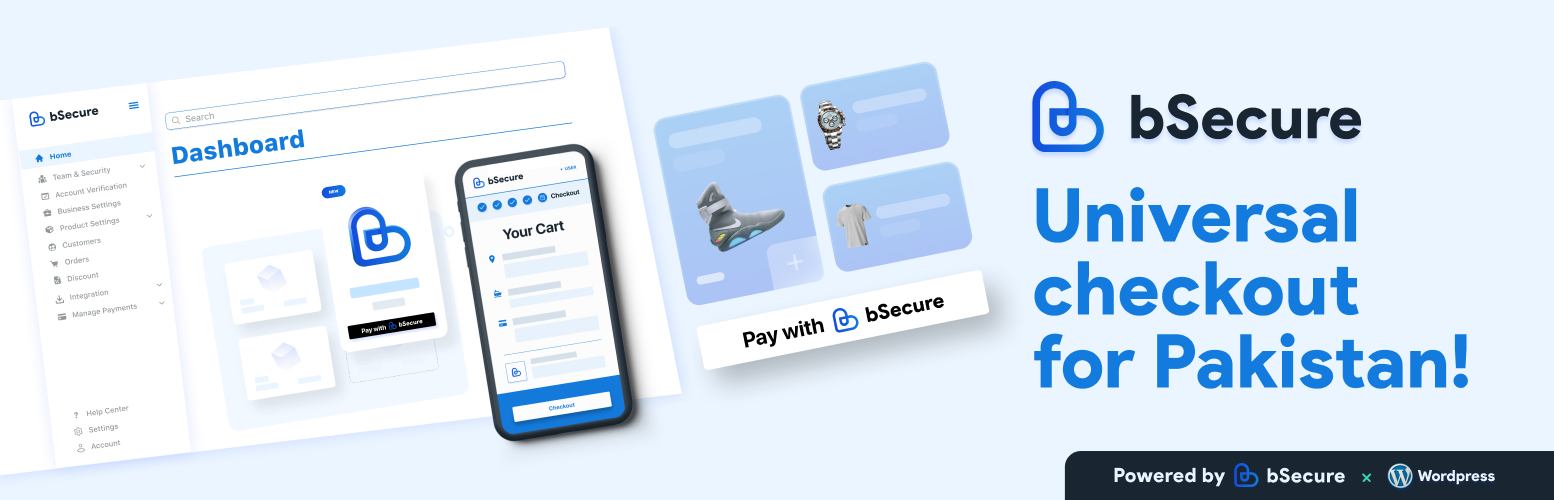 bSecure
Home
Team & Security
Account Verification
Business Settings
Product Settings
Customers
Orders
Discount
Integration
Manage Payments
Help Center
Settings
Account
Search
Dashboard
NEW
Pay with bSecure
bSecure
USER
Checkout
Your Cart
Checkout
Pay with bSecure
bSecure
Universal
checkout
for Pakistan!
Powered by bSecure × Wordpress